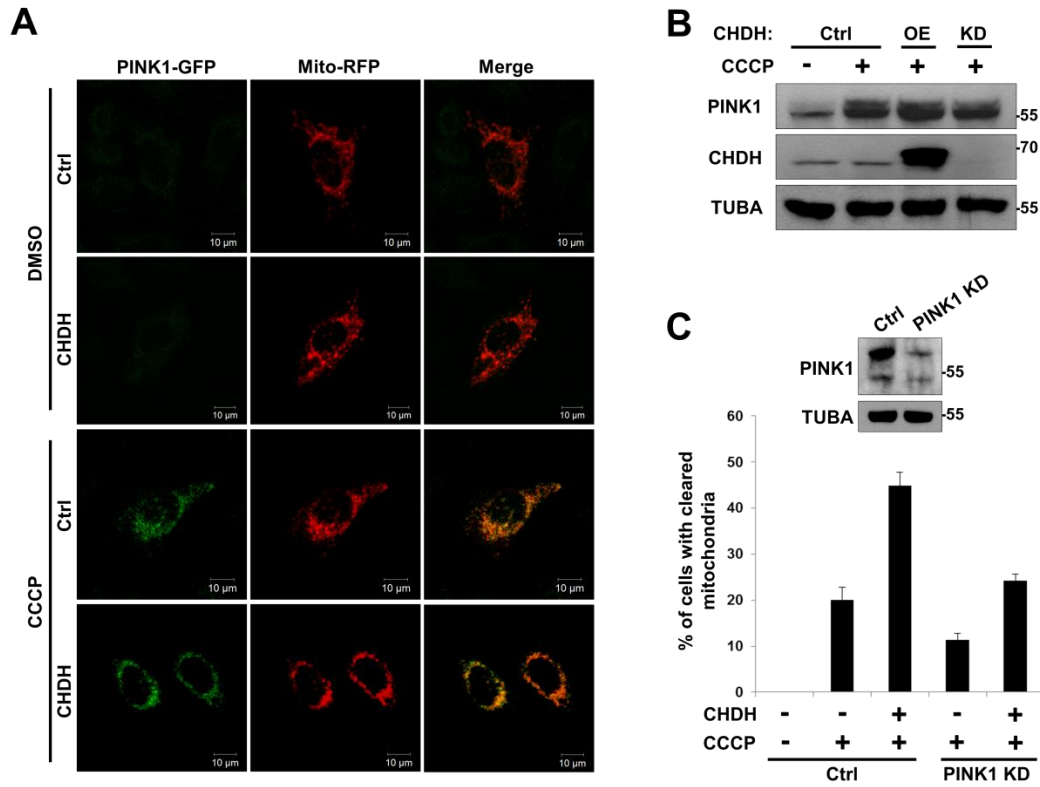 A
PINK1-GFP Mito-RFP Merge
DMSO
Ctrl
10 µm 10 µm 10 µm
CHDH
10 µm 10 µm 10 µm
CCCP
Ctrl
10 µm 10 µm 10 µm
CHDH
10 µm 10 µm 10 µm
B
CHDH: Ctrl OE KD
CCCP - + + +
PINK1 -55
CHDH -70
TUBA -55
C
Ctrl PINK1 KD
PINK1 -55
TUBA -55
% of cells with cleared
mitochondria
60
50
40
30
20
10
0
CHDH - - + - +
CCCP - + + + +
Ctrl PINK1 KD